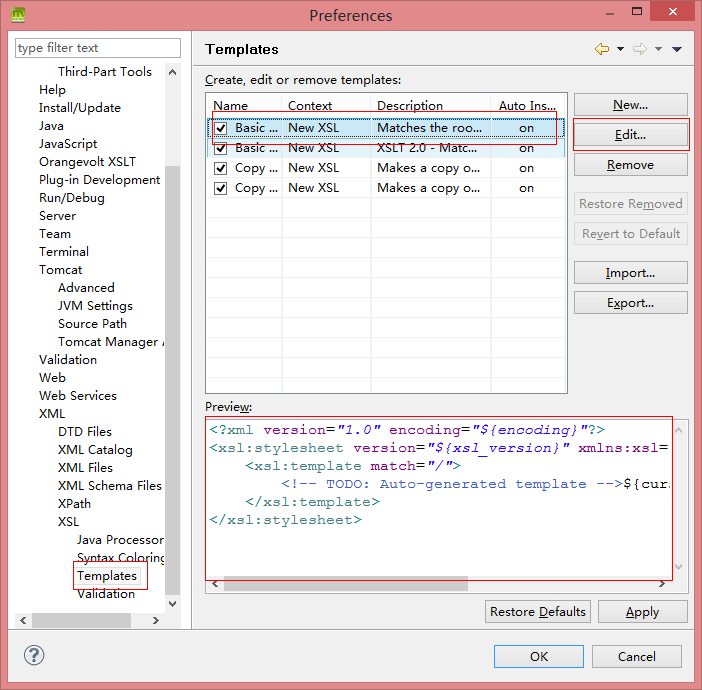 Preferences
type filter text
Third-Part Tools
Help
Install/Update
Java
JavaScript
Orangevolt XSLT
Plug-in Development
Run/Debug
Server
Team
Terminal
Tomcat
Advanced
JVM Settings
Source Path
Tomcat Manager
Validation
Web
Web Services
XML
DTD Files
XML Catalog
XML Files
XML Schema Files
XPath
XSL
Java Processor
Syntax Coloring
Templates
Validation
Templates
Create, edit or remove templates:
Name Context Description Auto Ins...
Basic ... New XSL Matches the roo... on
Basic ... New XSL XSLT 2.0 - Matc... on
Copy ... New XSL Makes a copy o... on
Copy ... New XSL Makes a copy o... on
New...
Edit...
Remove
Restore Removed
Revert to Default
Import...
Export...
Preview:
<?xml version="1.0" encoding="${encoding}"?>
<xsl:stylesheet version="${xsl_version}" xmlns:xsl=
<xsl:template match="/">
<!-- TODO: Auto-generated template -->${cur
</xsl:template>
</xsl:stylesheet>
Restore Defaults
Apply
OK
Cancel